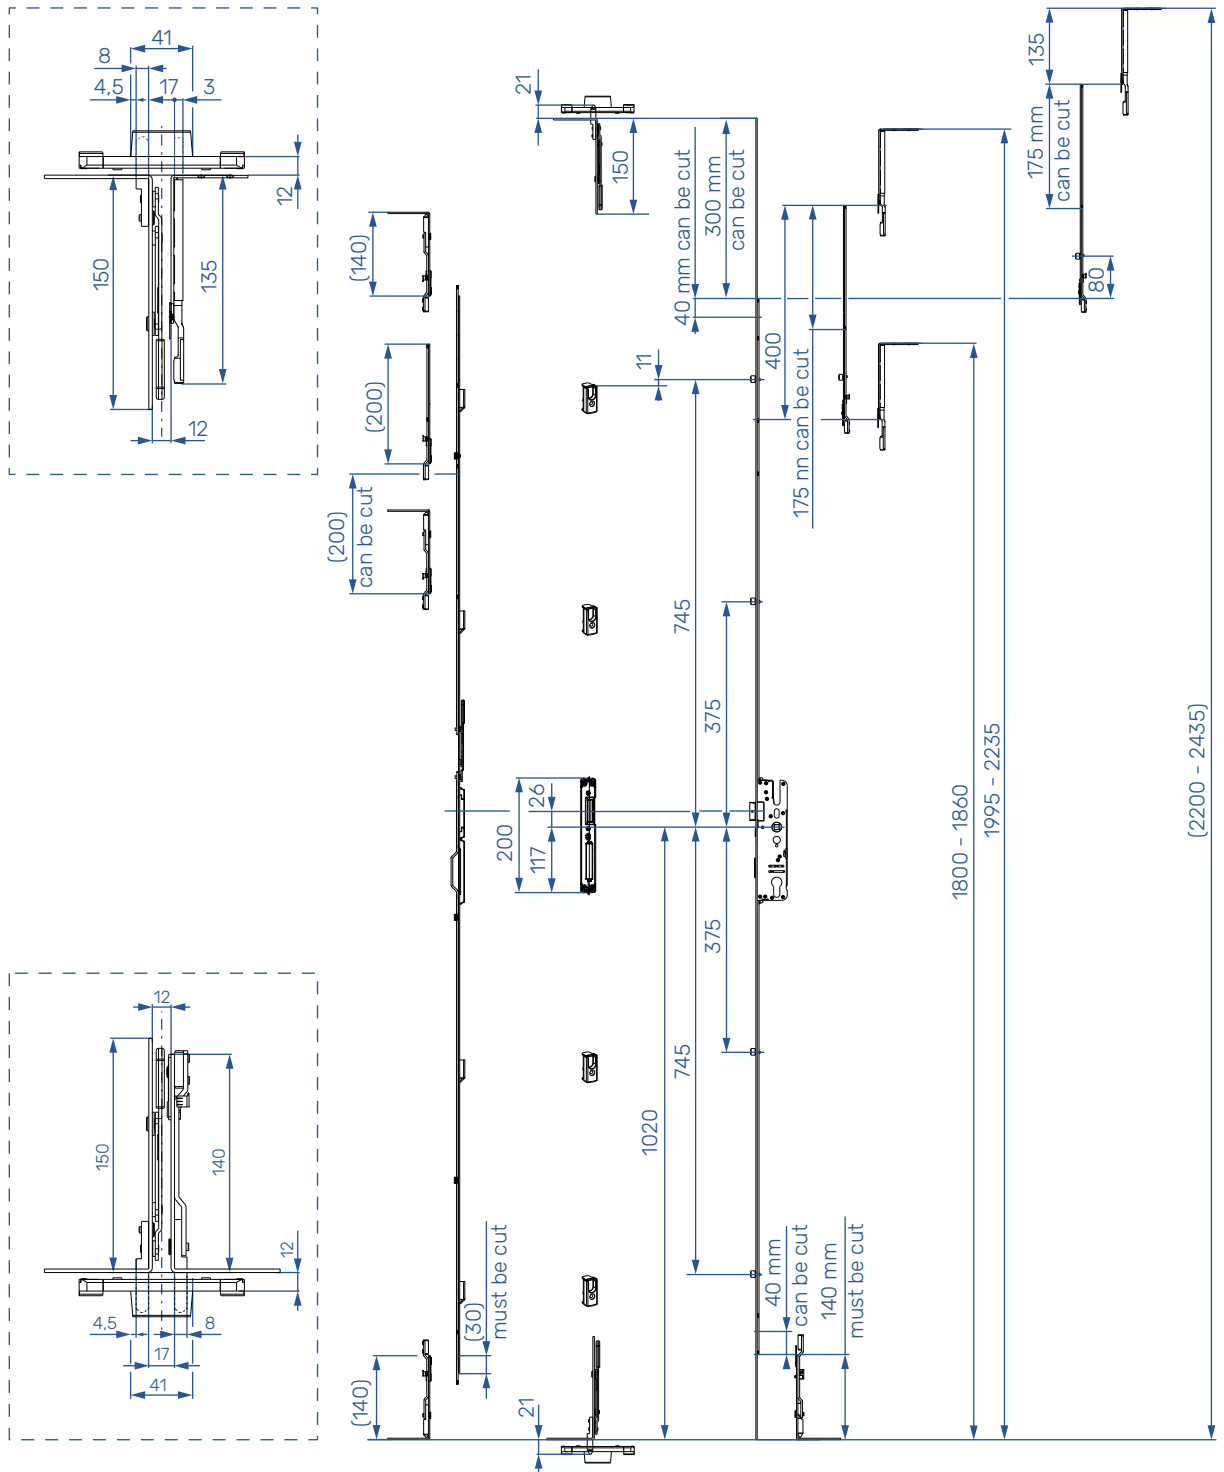 41
8
4,5
17
3
12
150
135
12
21
150
40 mm can be cut
300 mm
can be cut
135
175 mm
can be cut
80
(140)
(200)
(200)
can be cut
11
400
175 nn can be cut
745
375
200
26
117
745
375
1020
1800 - 1860
1995 - 2235
(2200 - 2435)
12
150
140
12
4,5
8
17
41
(140)
(30)
must be cut
21
40 mm
can be cut
140 mm
must be cut